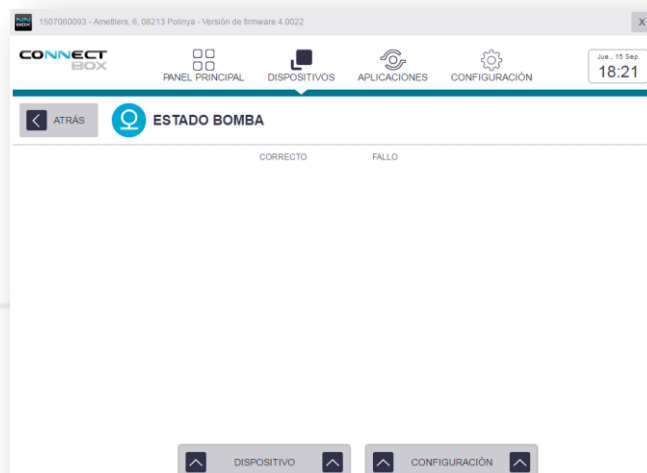 1507060093 - Ametllers, 6, 08213 Polinya - Versión de firmware 4.0022 X
CONNECT
BOX
PANEL PRINCIPAL DISPOSITIVOS APLICACIONES CONFIGURACIÓN
Jue., 15 Sep.
18:21
ATRÁS ESTADO BOMBA
CORRECTO FALLO
DISPOSITIVO CONFIGURACIÓN